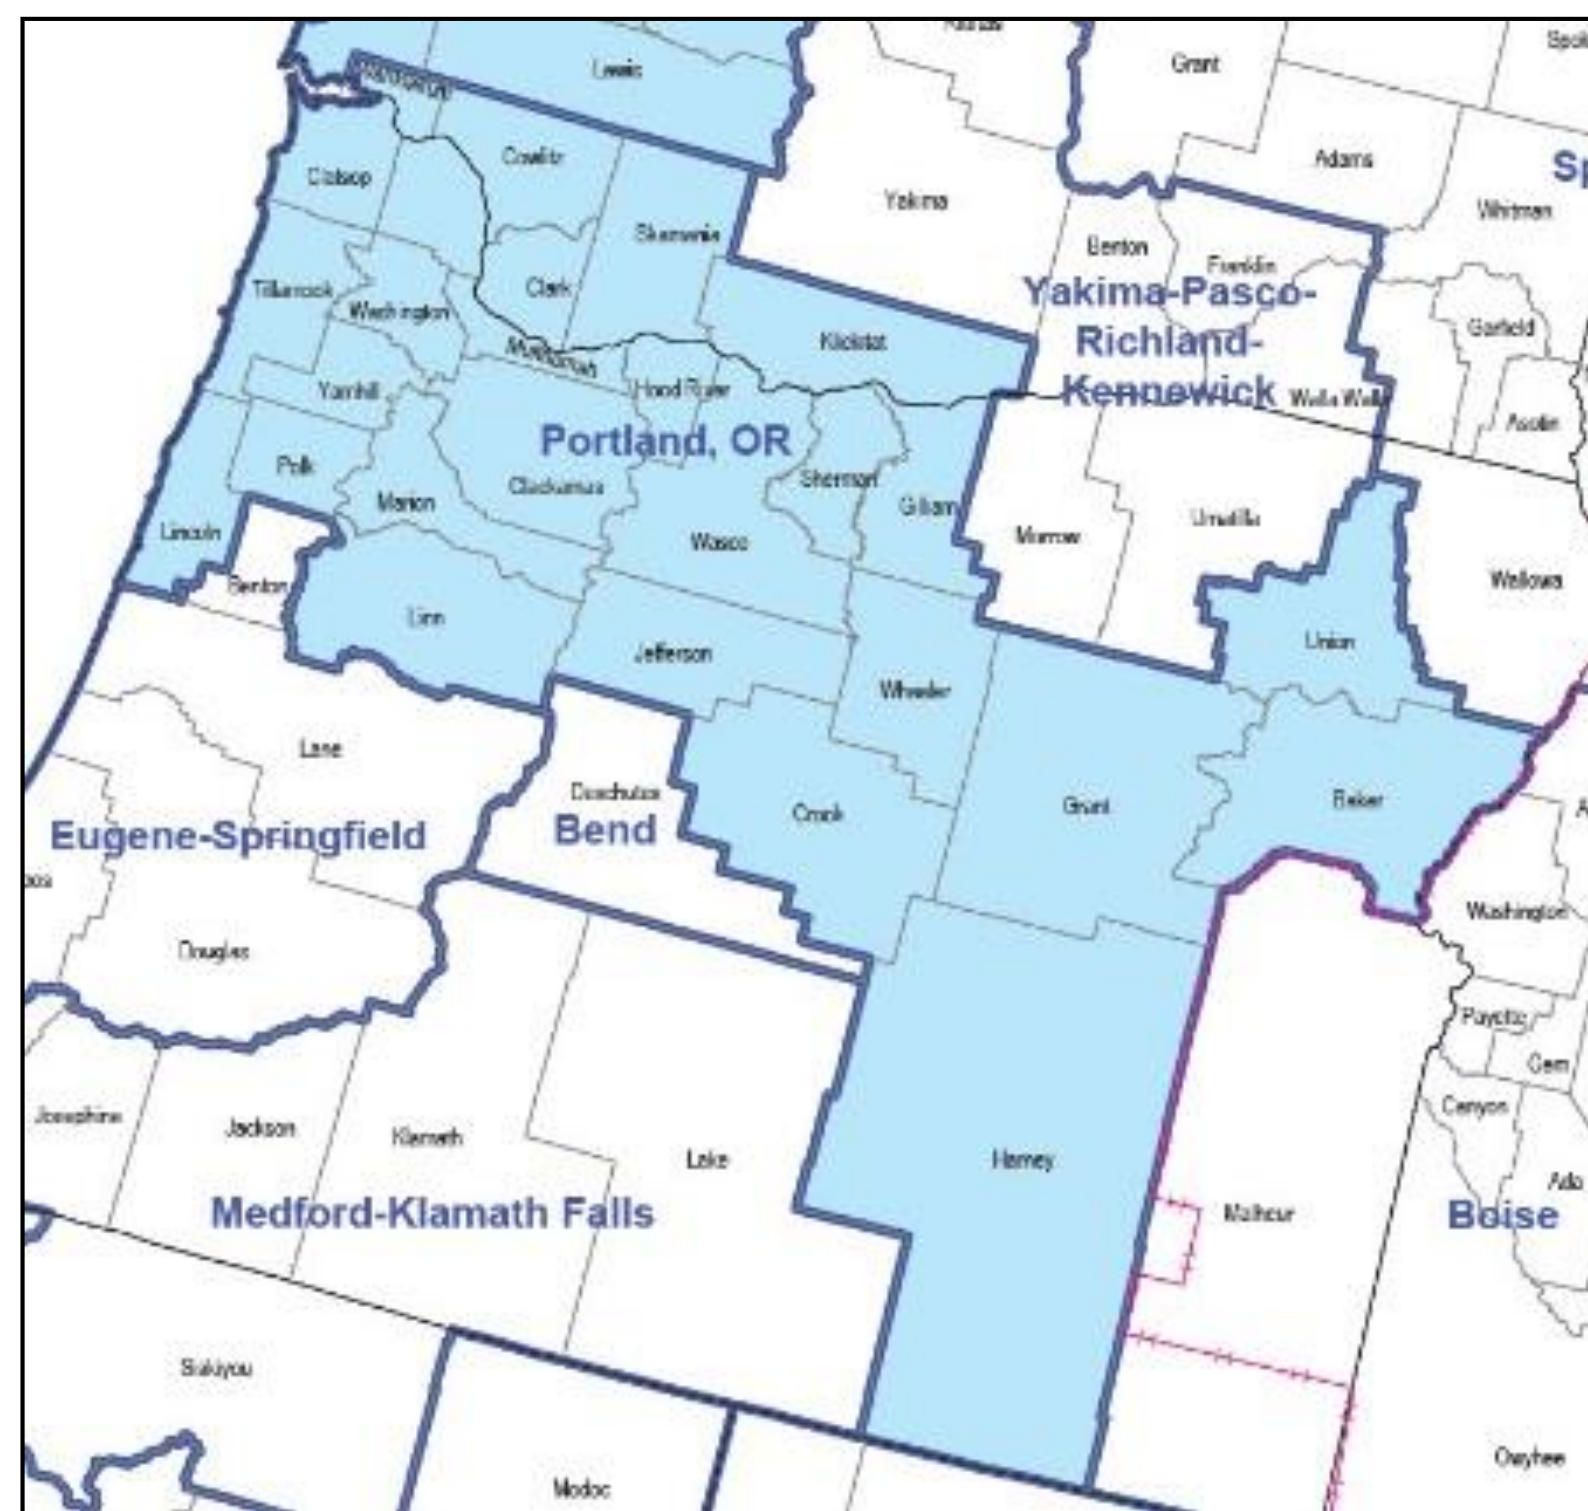 Lewis
Grant
Clatsop
Cowlitz
Adams
Yakima
Whitman
Skamania
Benton
Franklin
Tillamook
Washington
Clark
Yakima-Pasco-
Richland-
Kennewick
Garfield
Klickitat
Multnomah
Yamhill
Hood River
Walla Walla
Asotin
Portland, OR
Polk
Marion
Clackamas
Sherman
Gilliam
Lincoln
Wasco
Morrow
Umatilla
Benton
Wallowa
Linn
Jefferson
Union
Wheeler
Lane
Deschutes
Crook
Grant
Baker
Eugene-Springfield
Bend
Douglas
Washington
Payette
Gem
Josephine
Jackson
Klamath
Canyon
Lake
Harney
Ada
Medford-Klamath Falls
Malheur
Boise
Siskiyou
Modoc
Owyhee